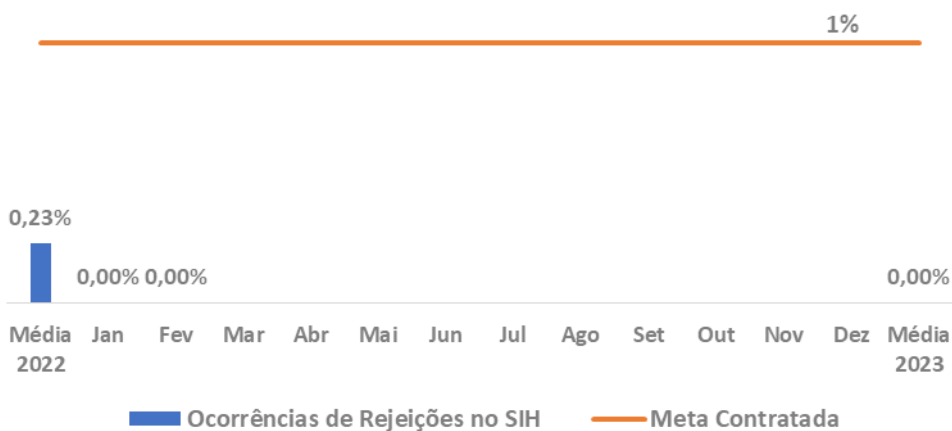 1%
0,23%
0,00% 0,00% 0,00%
Média Jan Fev Mar Abr Mai Jun Jul Ago Set Out Nov Dez Média
2022 2023
Ocorrências de Rejeições no SIH Meta Contratada